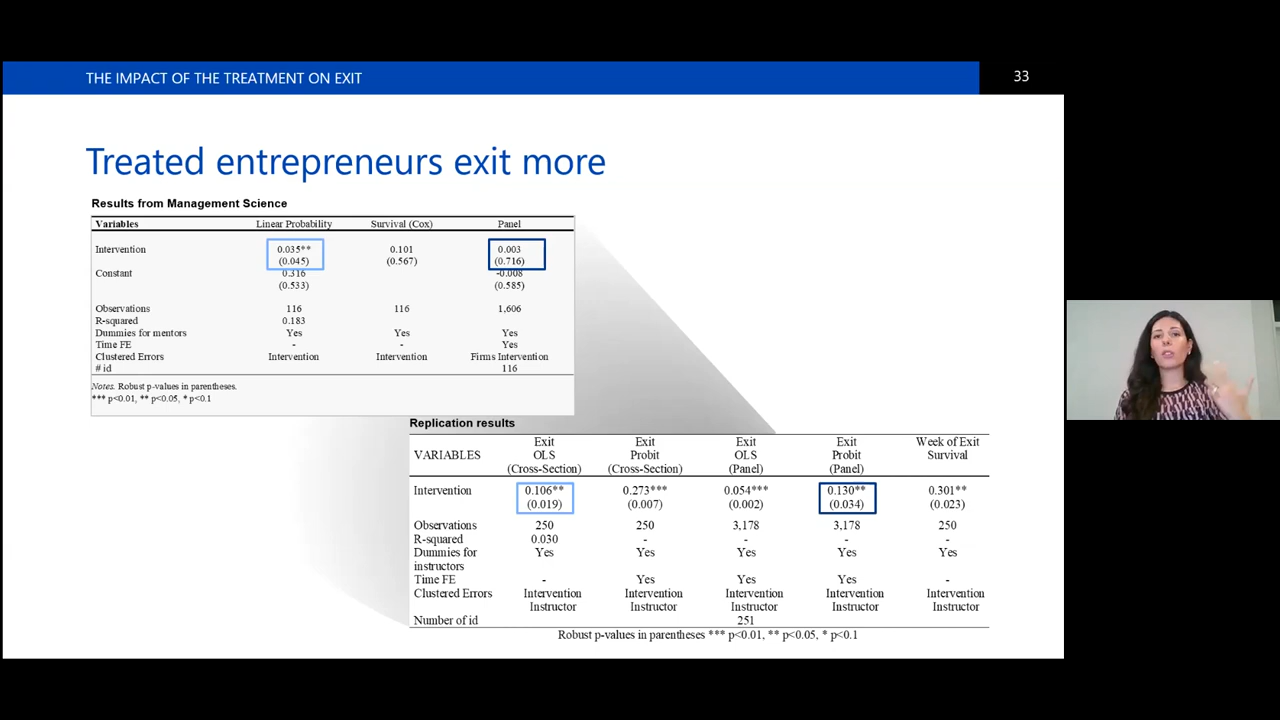 THE IMPACT OF THE TREATMENT ON EXIT 33
Treated entrepreneurs exit more
Results from Management Science
Variables Linear Probability Survival (Cox) Panel
Intervention 0.035** 0.101 0.003
(0.045) (0.567) (0.716)
Constant 0.316 -0.008
(0.533) (0.585)
Observations 116 116 1,606
R-squared 0.183
Dummies for mentors Yes Yes Yes
Time FE - - Yes
Clustered Errors Intervention Intervention Firms Intervention
# id 116
Notes. Robust p-values in parentheses.
*** p<0.01, ** p<0.05, * p<0.1
Replication results
Exit Exit Exit Exit Week of Exit
VARIABLES OLS Probit OLS Probit Survival
(Cross-Section) (Cross-Section) (Panel) (Panel)
Intervention 0.106** 0.273*** 0.054*** 0.130** 0.301**
(0.019) (0.007) (0.002) (0.034) (0.023)
Observations 250 250 3,178 3,178 250
R-squared 0.030 - - - -
Dummies for Yes Yes Yes Yes Yes
instructors
Time FE - Yes Yes Yes -
Clustered Errors Intervention Intervention Intervention Intervention Intervention
Instructor Instructor Instructor Instructor Instructor
Number of id 251
Robust p-values in parentheses *** p<0.01, ** p<0.05, * p<0.1